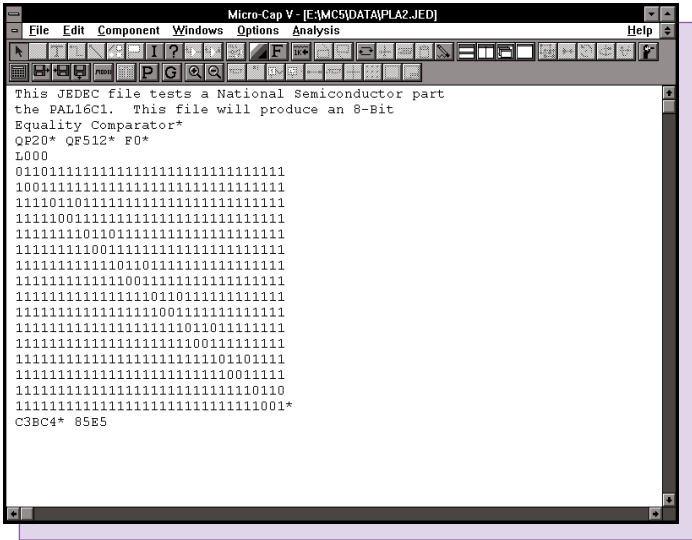 Micro-Cap V - [E:\MC5\DATA\PLA2.JED]
File Edit Component Windows Options Analysis Help
T I ? F 1K
MODE P G
This JEDEC file tests a National Semiconductor part
the PAL16C1. This file will produce an 8-Bit
Equality Comparator*
QP20* QF512* F0*
L000
01101111111111111111111111111111
10011111111111111111111111111111
11110110111111111111111111111111
11111001111111111111111111111111
11111111011011111111111111111111
11111111100111111111111111111111
11111111111101101111111111111111
11111111111110011111111111111111
11111111111111110110111111111111
11111111111111111001111111111111
11111111111111111111011011111111
11111111111111111111100111111111
11111111111111111111111101101111
11111111111111111111111110011111
11111111111111111111111111110110
11111111111111111111111111111001*
C3BC4* 85E5